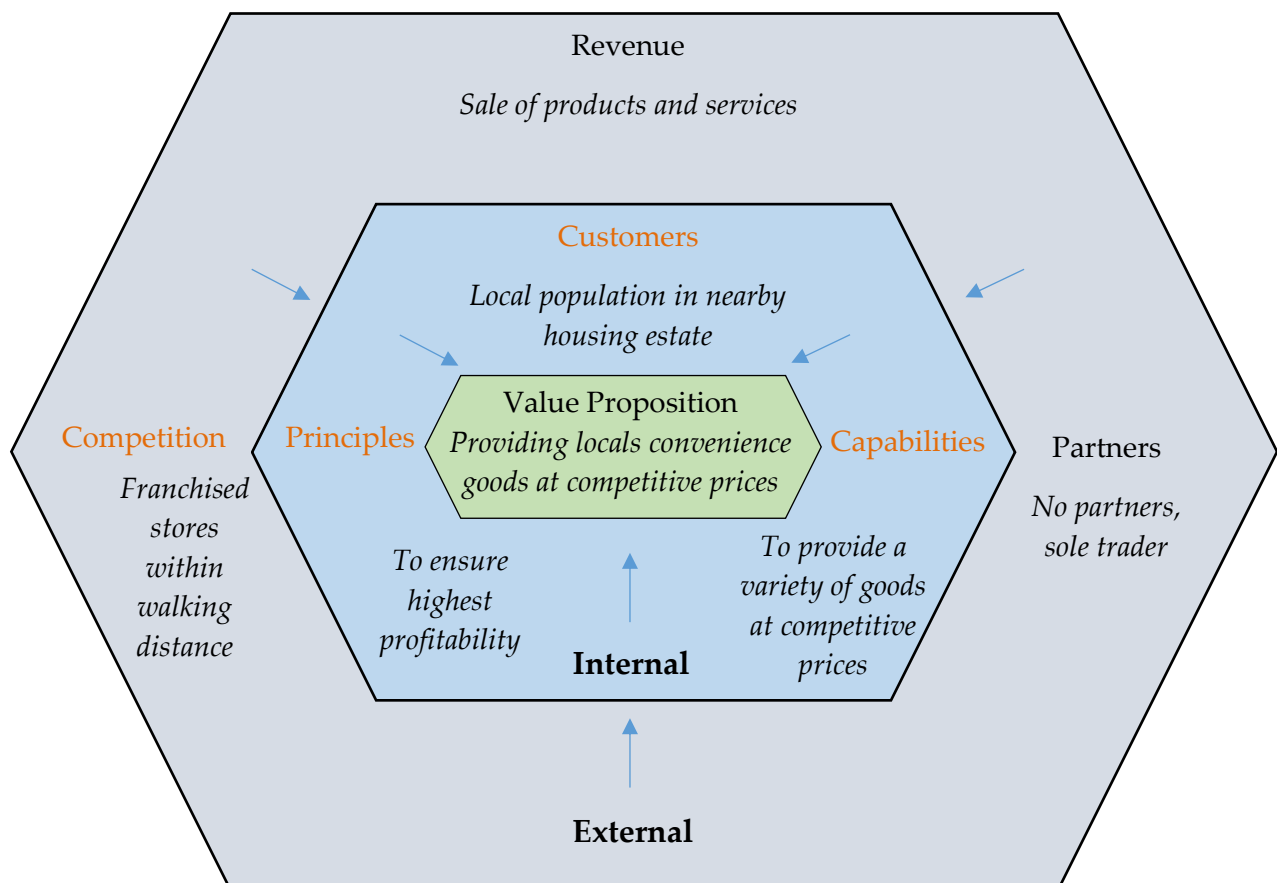 Revenue
Sale of products and services
Customers
Local population in nearby
housing estate
Value Proposition
Providing locals convenience
goods at competitive prices
Competition
Franchised
stores
within
walking
distance
Principles
To ensure
highest
profitability
Capabilities
To provide a
variety of goods
at competitive
prices
Partners
No partners,
sole trader
Internal
External